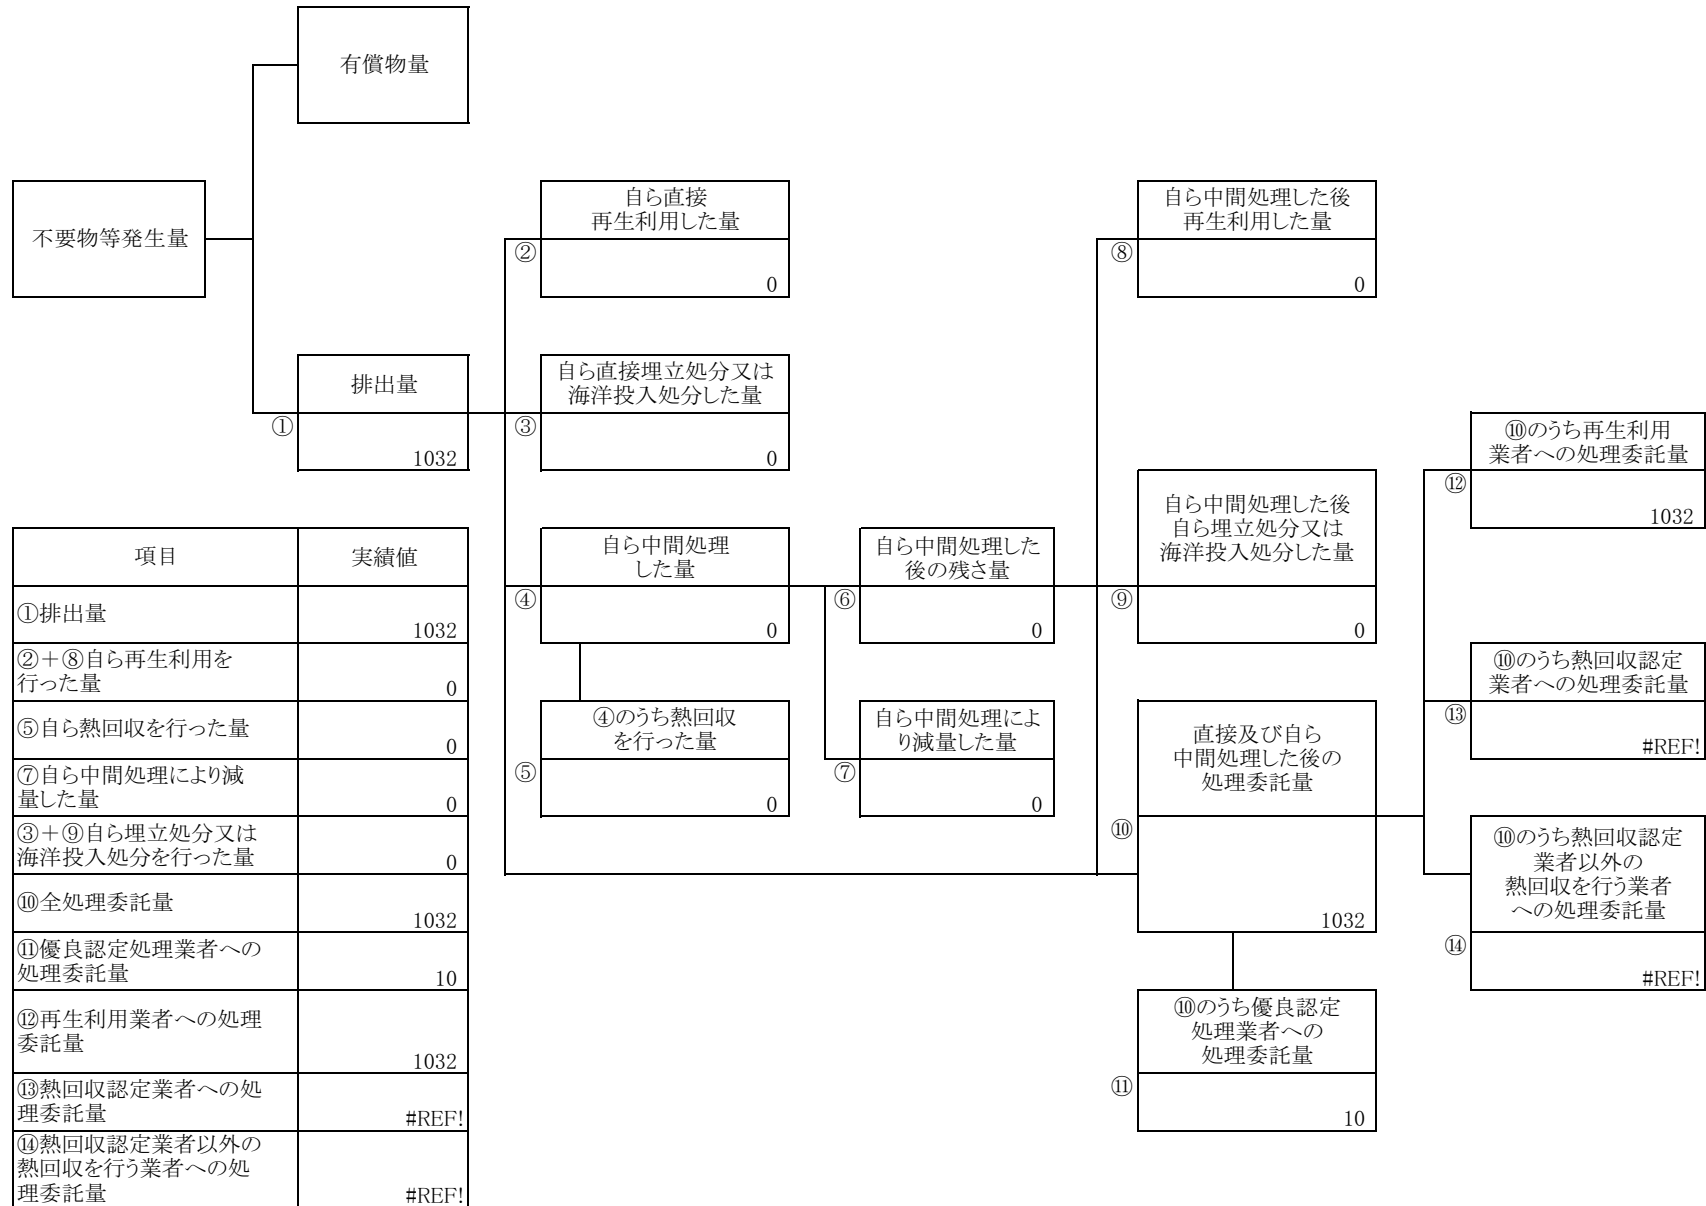 有償物量
不要物等発生量
自ら直接
再生利用した量
②
0
自ら中間処理した後
再生利用した量
⑧
0
排出量
①
1032
自ら直接埋立処分又は
海洋投入処分した量
③
0
⑩のうち再生利用
業者への処理委託量
⑫
1032
自ら中間処理
した量
④
0
自ら中間処理した
後の残さ量
⑥
0
自ら中間処理した後
自ら埋立処分又は
海洋投入処分した量
⑨
0
⑩のうち熱回収認定
業者への処理委託量
⑬
#REF!
④のうち熱回収
を行った量
⑤
0
自ら中間処理によ
り減量した量
⑦
0
直接及び自ら
中間処理した後の
処理委託量
⑩
1032
⑩のうち熱回収認定
業者以外の
熱回収を行う業者
への処理委託量
⑭
#REF!
⑩のうち優良認定
処理業者への
処理委託量
⑪
10
項目 実績値
①排出量
1032
②+⑧自ら再生利用を
行った量
0
⑤自ら熱回収を行った量
0
⑦自ら中間処理により減
量した量
0
③+⑨自ら埋立処分又は
海洋投入処分を行った量
0
⑩全処理委託量
1032
⑪優良認定処理業者への
処理委託量
10
⑫再生利用業者への処理
委託量
1032
⑬熱回収認定業者への処
理委託量
#REF!
⑭熱回収認定業者以外の
熱回収を行う業者への処
理委託量
#REF!